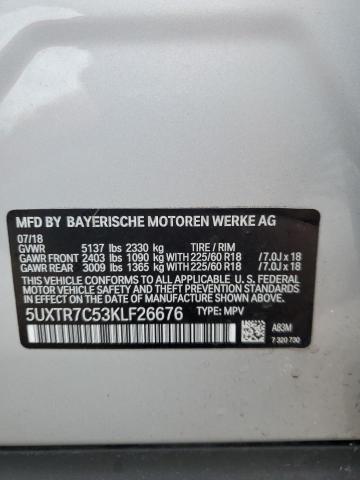 MFD BY BAYERISCHE MOTOREN WERKE AG
07/18
GVWR 5137 lbs 2330 kg TIRE / RIM
GAWR FRONT 2403 lbs 1090 kg WITH 225/60 R18 / 7.0J x 18
GAWR REAR 3009 lbs 1365 kg WITH 225/60 R18 / 7.0J x 18
THIS VEHICLE CONFORMS TO ALL APPLICABLE U.S. FEDERAL
MOTOR VEHICLE SAFETY STANDARDS IN EFFECT ON THE
DATE OF MANUFACTURE SHOWN ABOVE.
5UXTR7C53KLF26676 TYPE: MPV
A83M
7 320 730